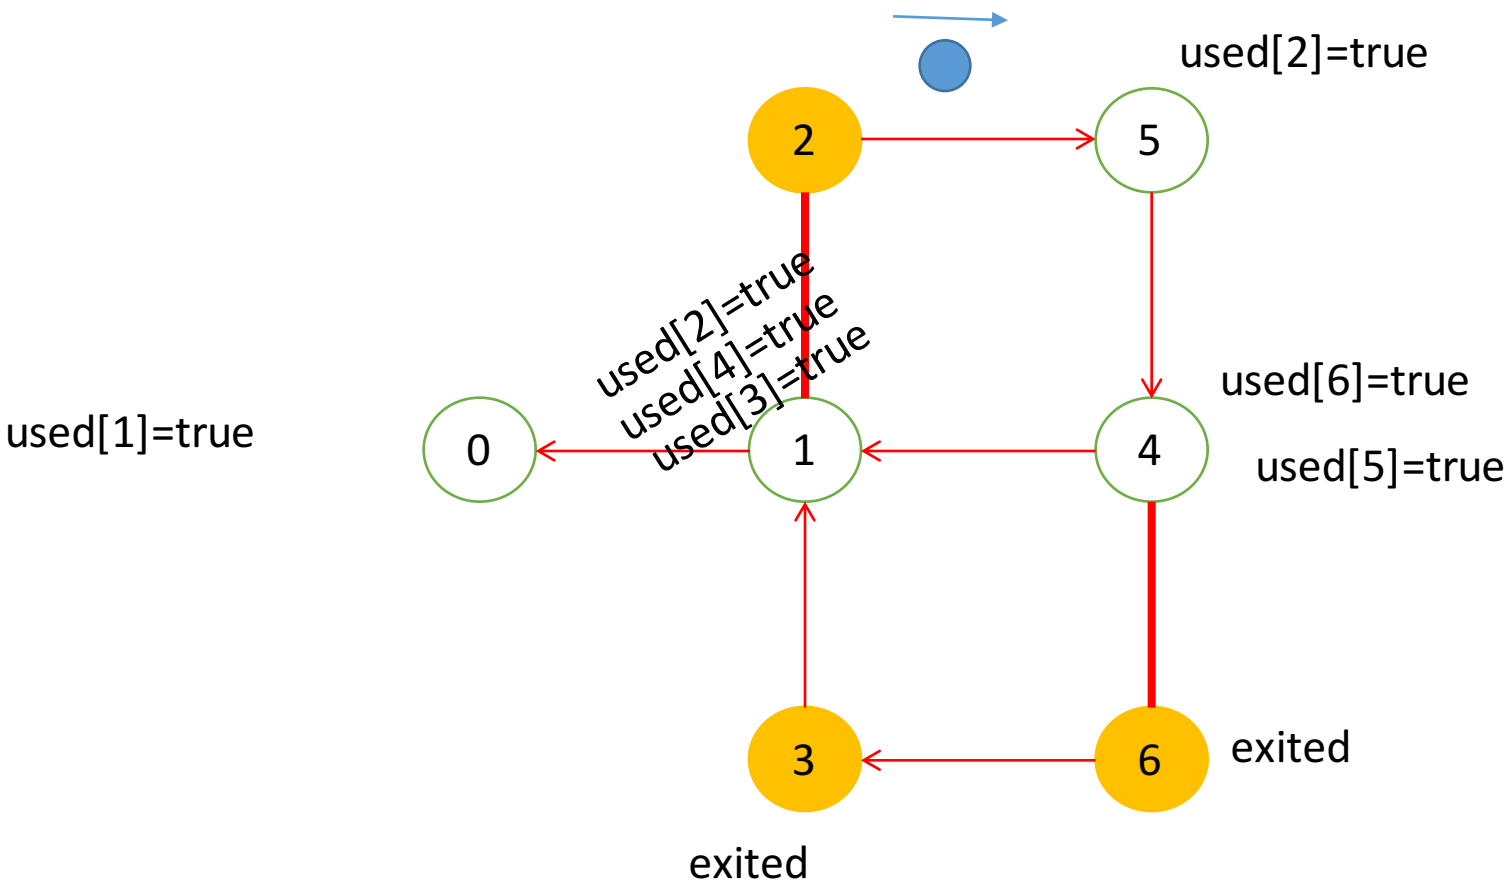 used[2]=true
2
5
used[2]=true
used[4]=true
used[3]=true
used[6]=true
used[1]=true
0
1
4
used[5]=true
3
6
exited
exited